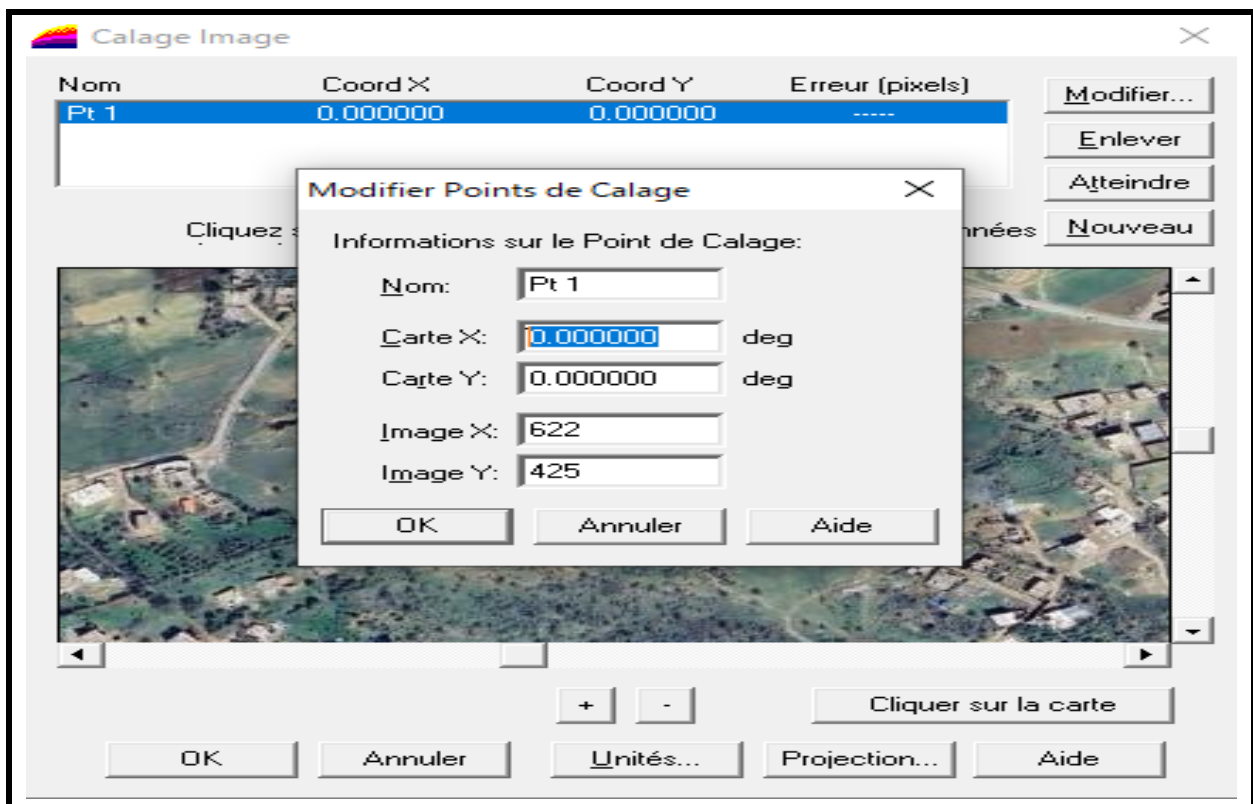 Calage Image
Nom Coord X Coord Y Erreur (pixels)
Pt 1 0.000000 0.000000 -----
Modifier...
Enlever
Atteindre
Nouveau
Cliquez
nnées
Modifier Points de Calage
Informations sur le Point de Calage:
Nom: Pt 1
Carte X: 0.000000 deg
Carte Y: 0.000000 deg
Image X: 622
Image Y: 425
OK Annuler Aide
+ - Cliquer sur la carte
OK Annuler Unités... Projection... Aide